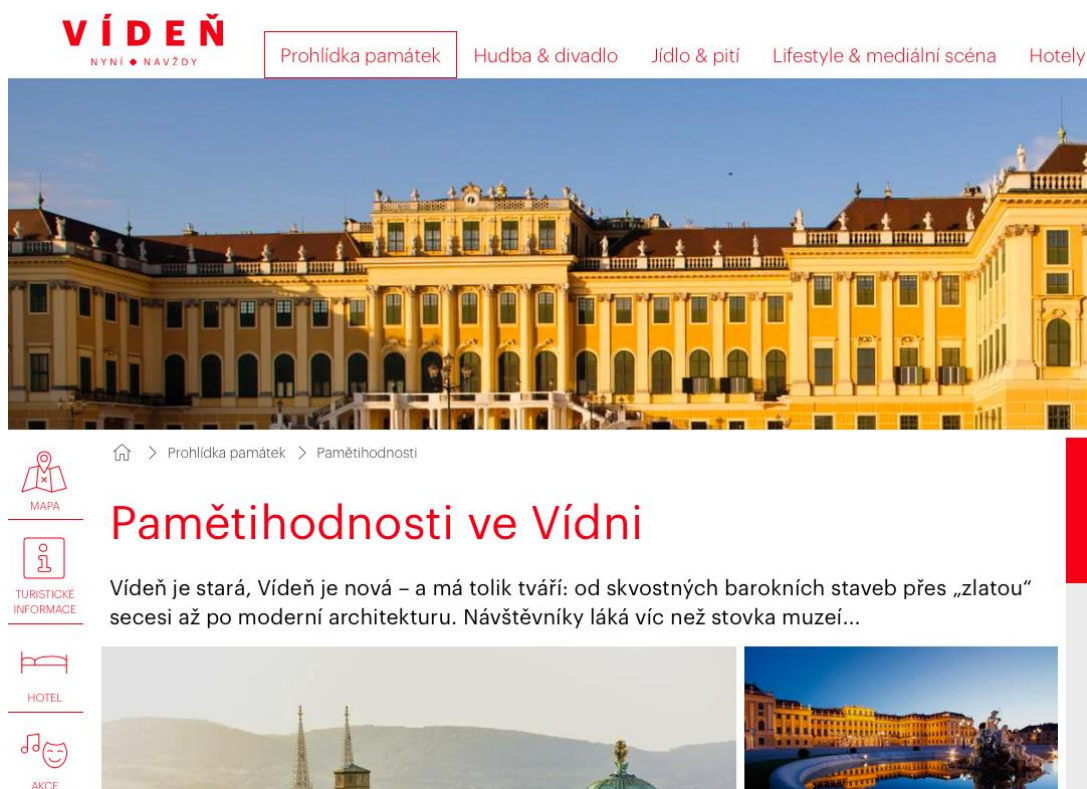 VÍDEŇ
NYNÍ ● NAVŽDY
Prohlídka památek
Hudba & divadlo
Jídlo & pití
Lifestyle & mediální scéna
Hotely
Prohlídka památek > Pamětihodnosti
MAPA
TURISTICKÉ
INFORMACE
HOTEL
AKCE
Pamětihodnosti ve Vídni
Vídeň je stará, Vídeň je nová – a má tolik tváří: od skvostných barokních staveb přes „zlatou“
secesi až po moderní architekturu. Návštěvníky láká víc než stovka muzeí...